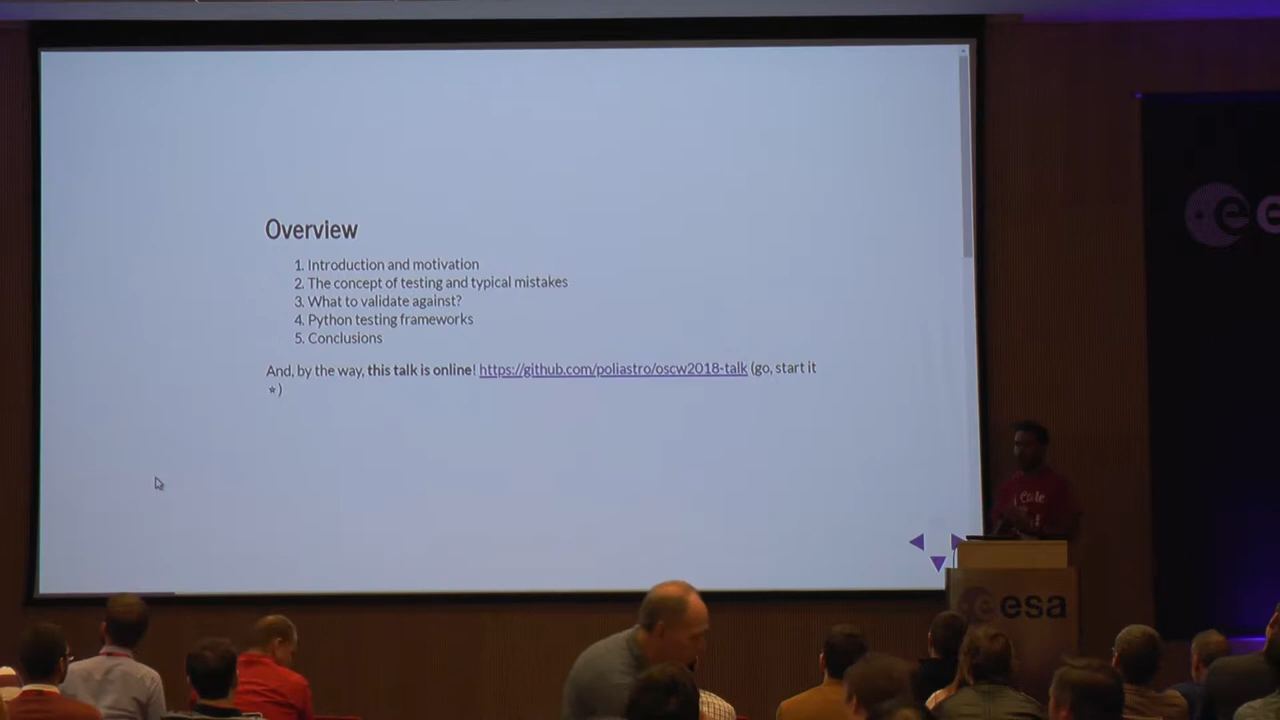 Overview
1. Introduction and motivation
2. The concept of testing and typical mistakes
3. What to validate against?
4. Python testing frameworks
5. Conclusions
And, by the way, this talk is online! https://github.com/poliastro/oscw2018-talk (go, start it
★)
I Code
esa
e